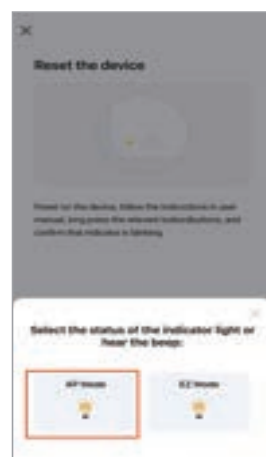 Reset the device
Power on the device, follow the instructions in user
manual, long press the relevant button/buttons, and
confirm that indicator is blinking
Select the status of the indicator light or
hear the beep:
AP Mode
EZ Mode